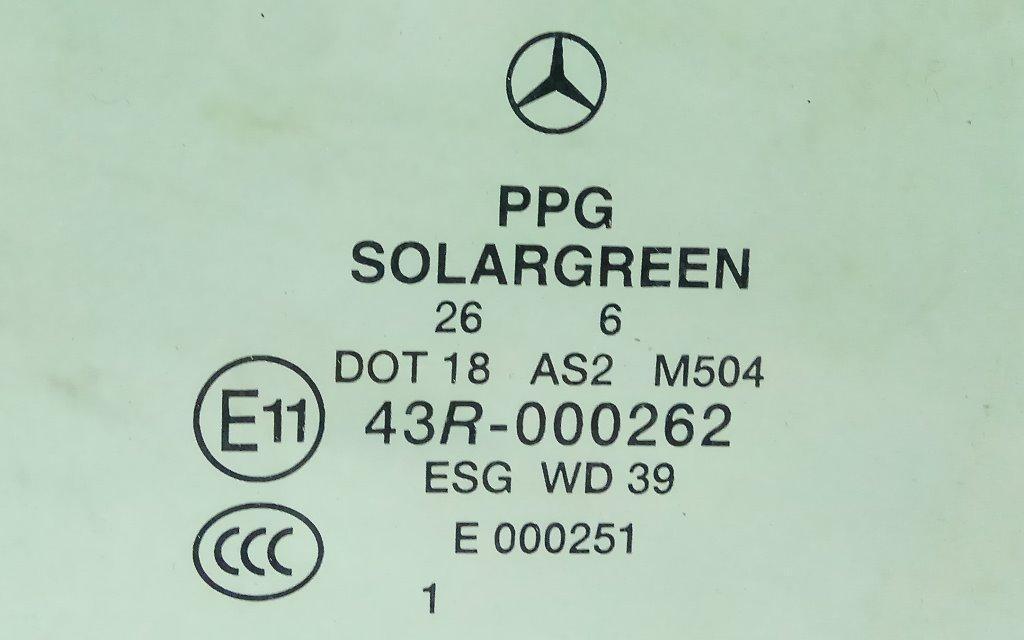 PPG
SOLARGREEN
26 6
DOT 18 AS2 M504
E11 43R-000262
ESG WD 39
CCC E 000251
1